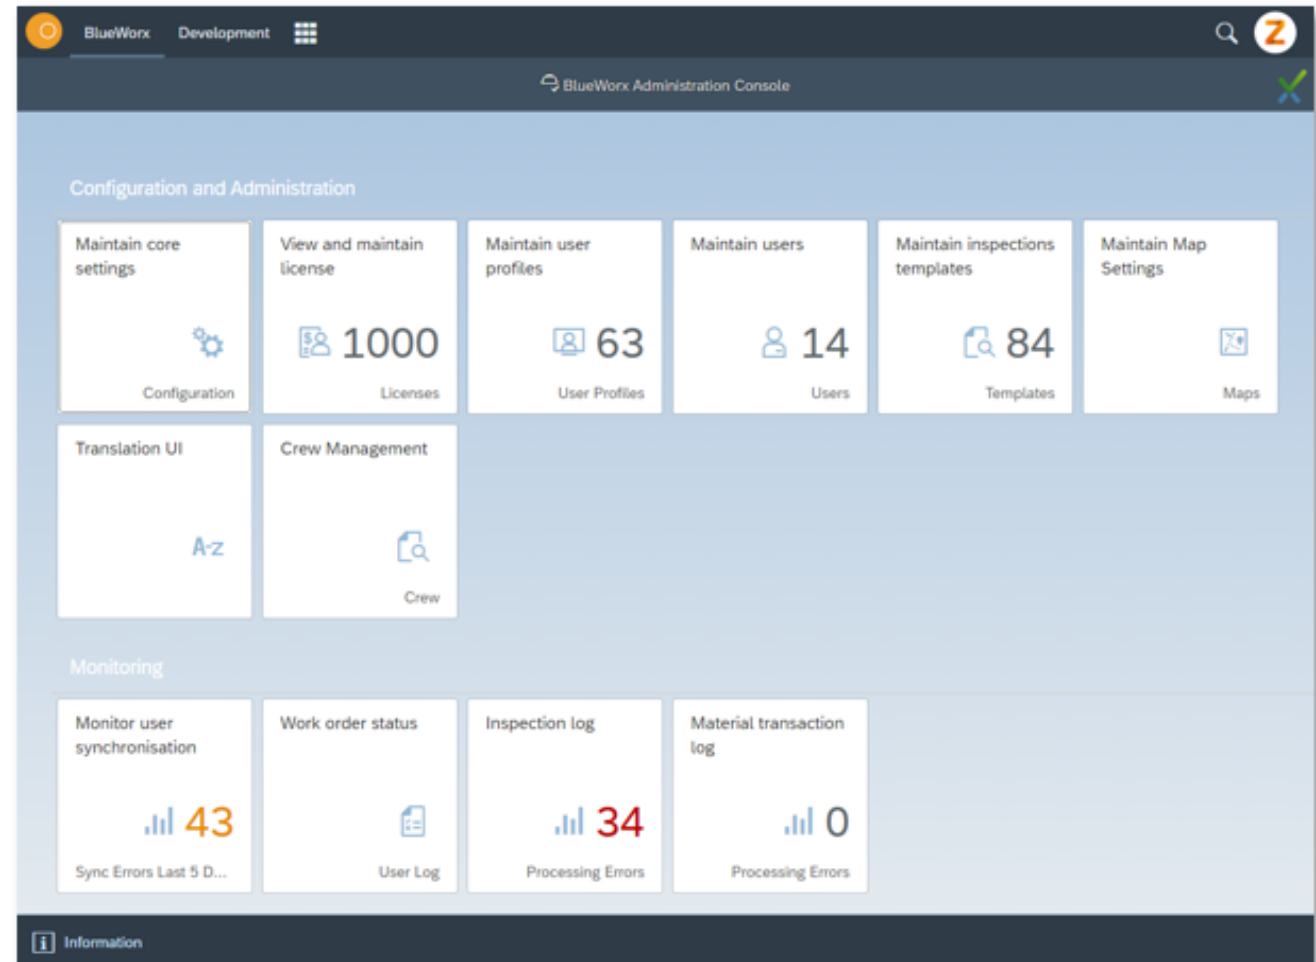 BlueWorx Development
Z
BlueWorx Administration Console
Configuration and Administration
Maintain core
settings
Configuration
View and maintain
license
$
1000
Licenses
Maintain user
profiles
63
User Profiles
Maintain users
14
Users
Maintain inspections
templates
84
Templates
Maintain Map
Settings
Maps
Translation UI
A-Z
Crew Management
Crew
Monitoring
Monitor user
synchronisation
43
Sync Errors Last 5 D...
Work order status
User Log
Inspection log
34
Processing Errors
Material transaction
log
0
Processing Errors
i Information